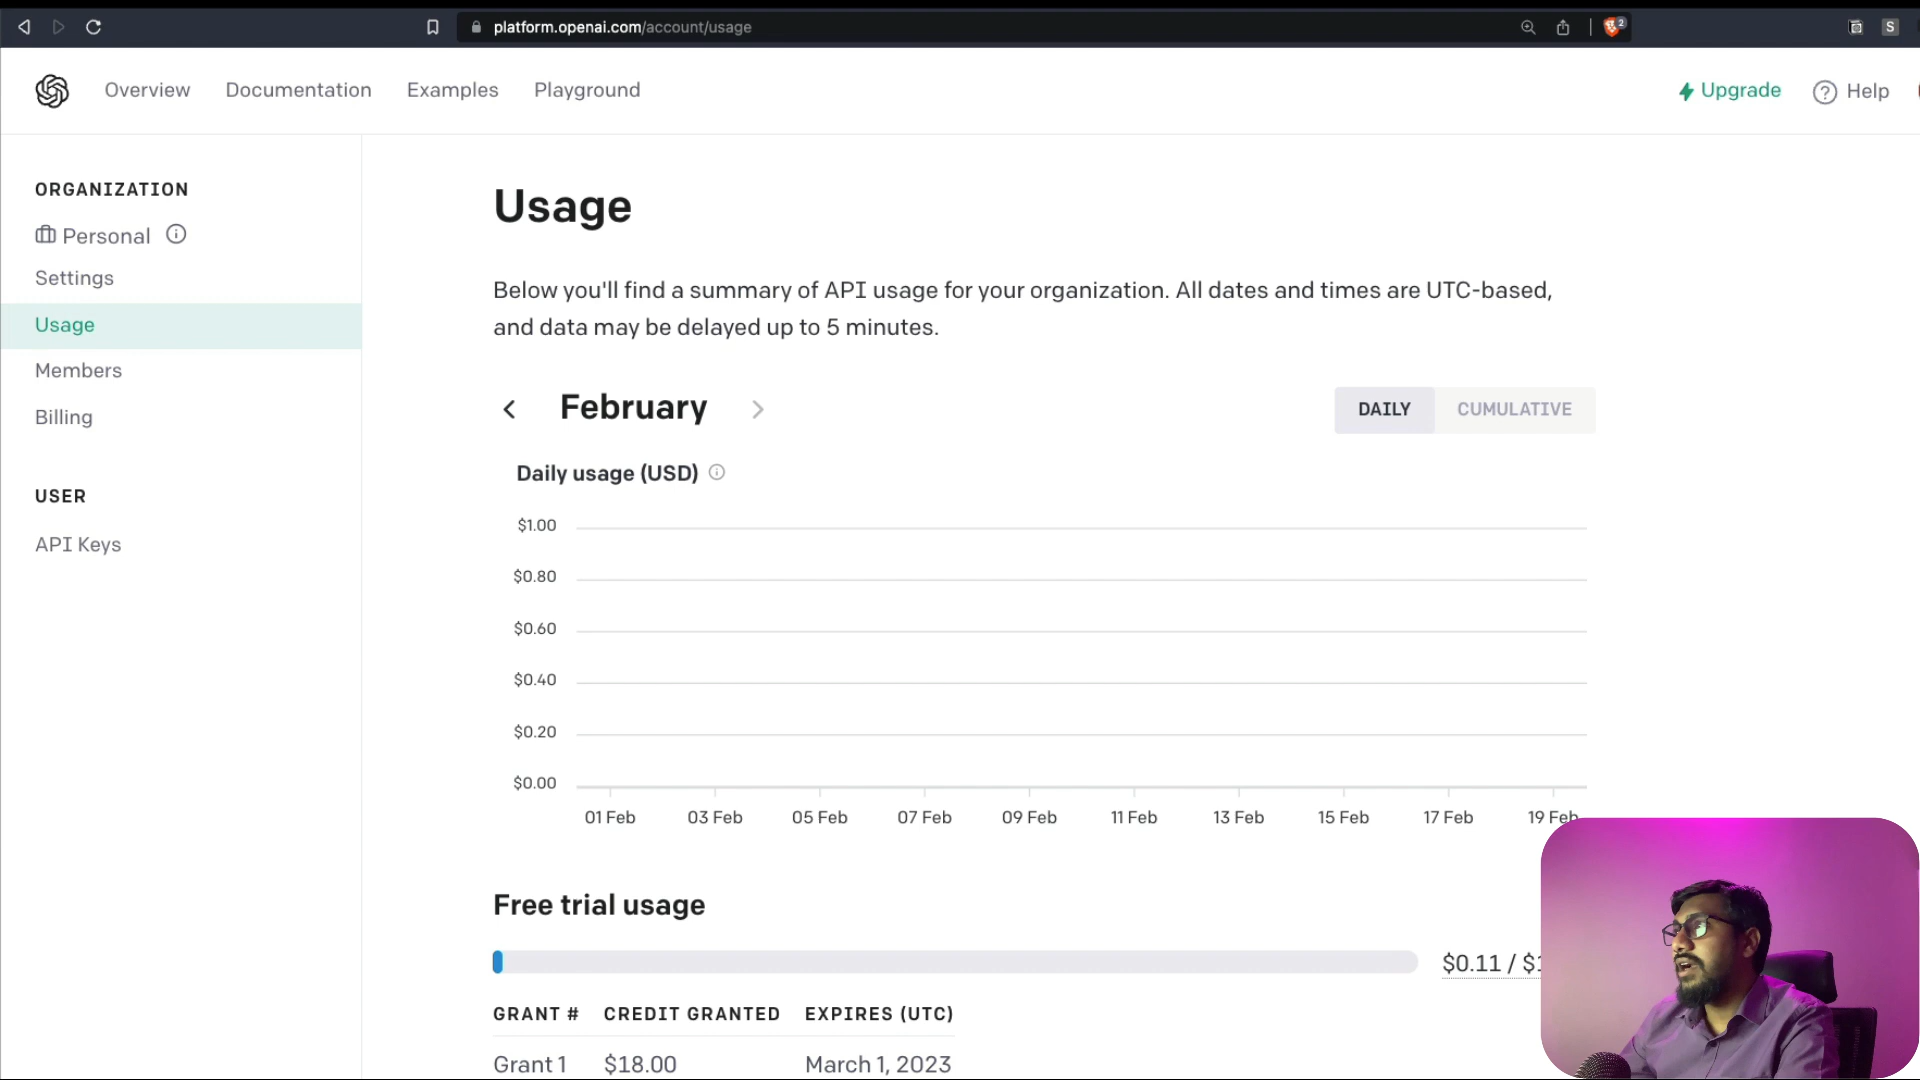 platform.openai.com/account/usage
2
S
Overview
Documentation
Examples
Playground
Upgrade
Help
ORGANIZATION
Personal
Settings
Usage
Members
Billing
USER
API Keys
Usage
Below you'll find a summary of API usage for your organization. All dates and times are UTC-based,
and data may be delayed up to 5 minutes.
February
DAILY
CUMULATIVE
Daily usage (USD)
$1.00
$0.80
$0.60
$0.40
$0.20
$0.00
01 Feb
03 Feb
05 Feb
07 Feb
09 Feb
11 Feb
13 Feb
15 Feb
17 Feb
19 Feb
Free trial usage
$0.11 / $1
GRANT # CREDIT GRANTED EXPIRES (UTC)
Grant 1 $18.00 March 1, 2023